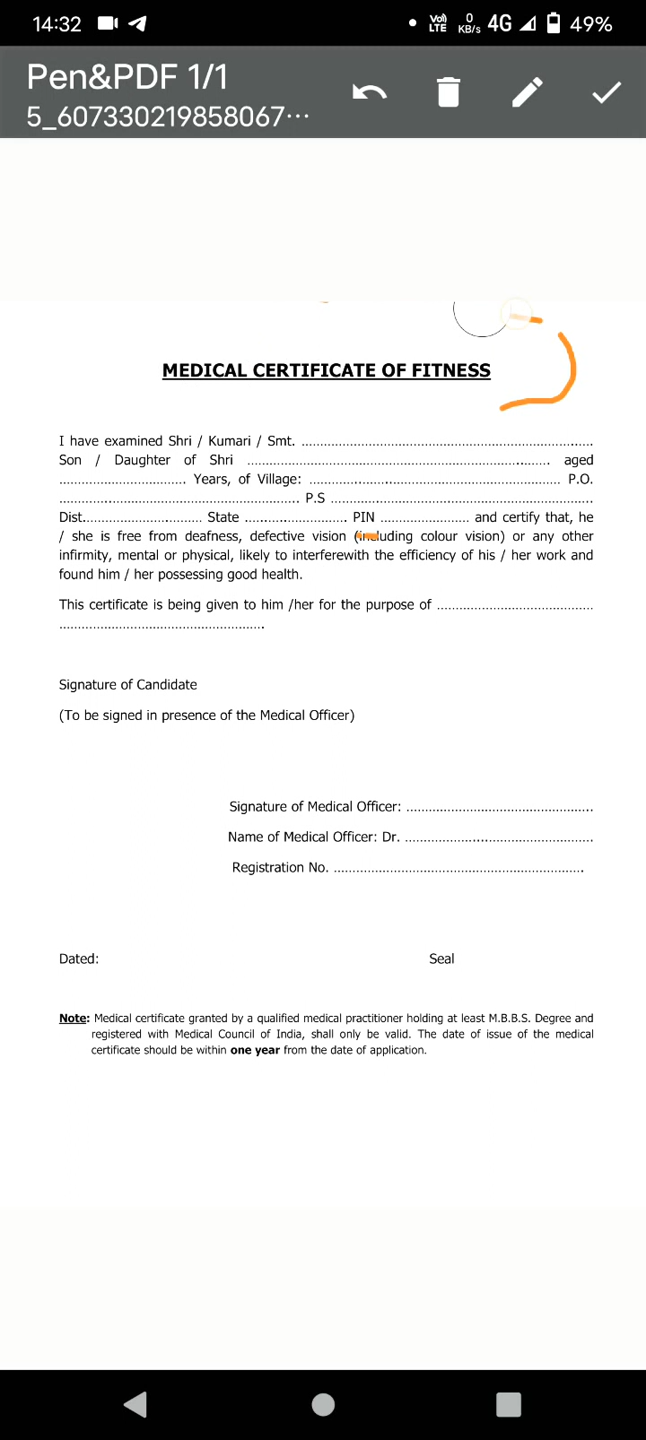 14:32
Vo)) LTE 0 KB/s 4G 49%
Pen&PDF 1/1
5_607330219858067...
MEDICAL CERTIFICATE OF FITNESS
I have examined Shri / Kumari / Smt. ........................................................................
Son / Daughter of Shri ........................................................................ aged
................................ Years, of Village: ............................................................... P.O.
............................................................ P.S .................................................................
Dist............................. State .......................... PIN ....................... and certify that, he
/ she is free from deafness, defective vision (including colour vision) or any other
infirmity, mental or physical, likely to interferewith the efficiency of his / her work and
found him / her possessing good health.
This certificate is being given to him /her for the purpose of .......................................
.....................................................
Signature of Candidate
(To be signed in presence of the Medical Officer)
Signature of Medical Officer: ................................................
Name of Medical Officer: Dr. ................................................
Registration No. ................................................................
Dated: Seal
Note: Medical certificate granted by a qualified medical practitioner holding at least M.B.B.S. Degree and
registered with Medical Council of India, shall only be valid. The date of issue of the medical
certificate should be within one year from the date of application.